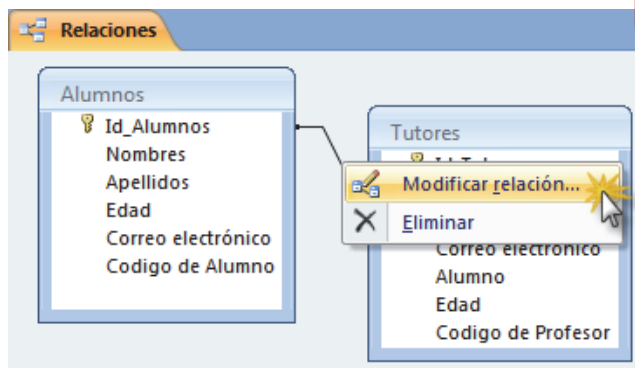 Relaciones
Alumnos
Id_Alumnos
Nombres
Apellidos
Edad
Correo electrónico
Codigo de Alumno
Tutores
Modificar relación...
Eliminar
Correo electrónico
Alumno
Edad
Codigo de Profesor